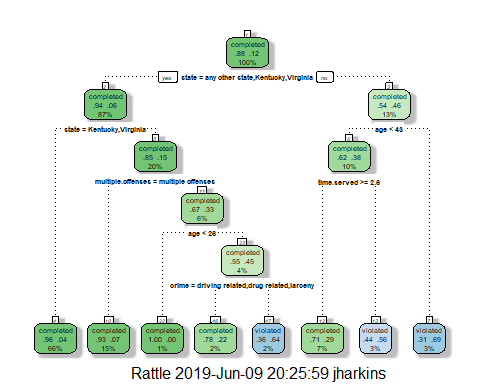 1
completed
.88 .12
100%
yes state = any other state,Kentucky,Virginia no
completed
.94 .06
87%
3
completed
.54 .46
13%
state = Kentucky,Virginia
age < 43
completed
.85 .15
20%
completed
.62 .38
10%
multiple.offenses = multiple offenses
time.served >= 2.6
completed
.67 .33
6%
age < 26
completed
.55 .45
4%
crime = driving related,drug related,larceny
completed
.96 .04
66%
completed
.93 .07
15%
completed
1.00 .00
1%
completed
.78 .22
2%
violated
.36 .64
2%
completed
.71 .29
7%
violated
.44 .56
3%
violated
.31 .69
3%
Rattle 2019-Jun-09 20:25:59 jharkins